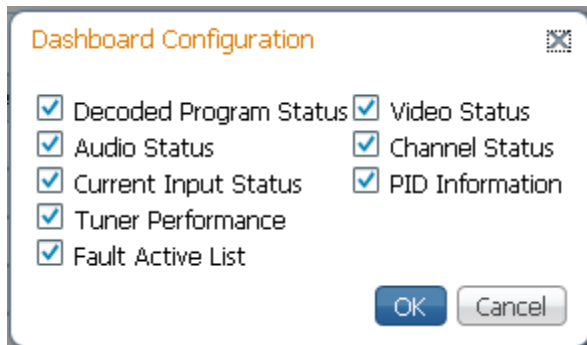 Dashboard Configuration
Decoded Program Status Video Status
Audio Status Channel Status
Current Input Status PID Information
Tuner Performance
Fault Active List
OK Cancel